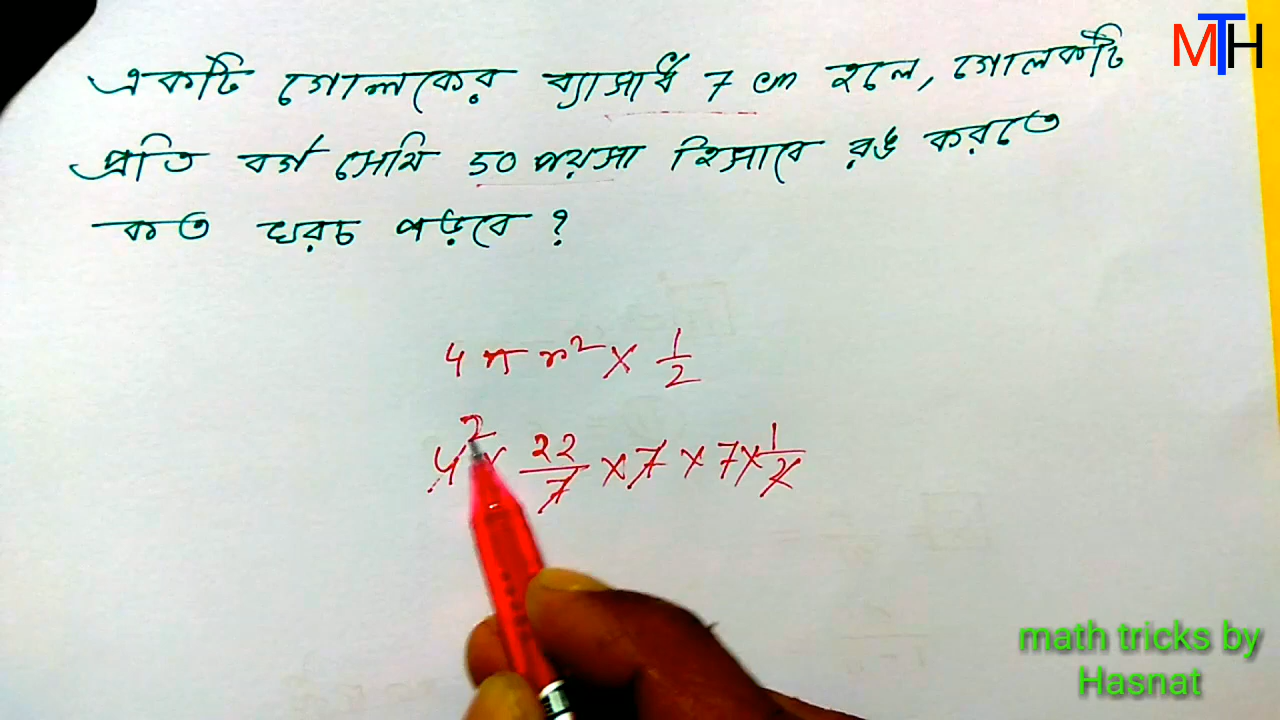 MTH
একটি গোলকের ব্যাসার্ধ 7 cm হলে, গোলকটি
প্রতি বর্গ সেমি 50 পয়সা হিসাবে রঙ করতে
কত খরচ পড়বে ?
4 π r² × 1/2
4 2 × 22/7 × 7 × 7 × 1/2
math tricks by
Hasnat